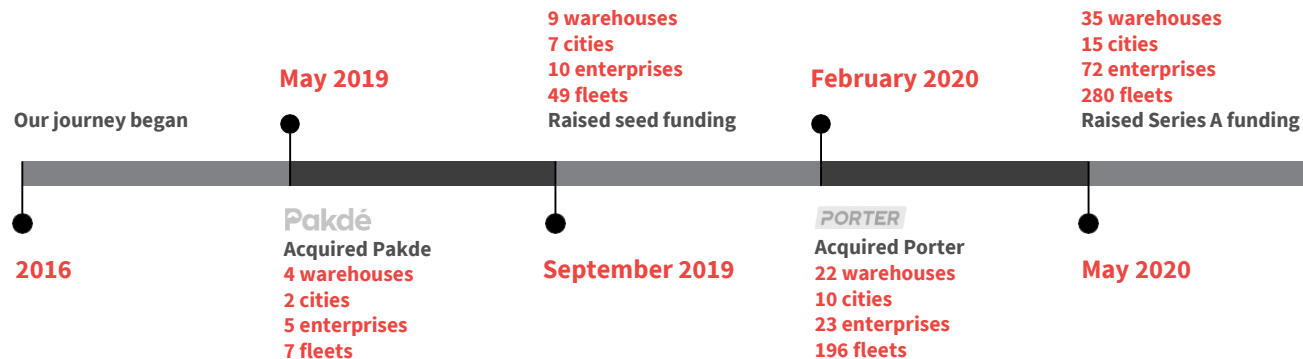 Our journey began
2016
May 2019
Pakdé
Acquired Pakde
4 warehouses
2 cities
5 enterprises
7 fleets
9 warehouses
7 cities
10 enterprises
49 fleets
Raised seed funding
September 2019
February 2020
PORTER
Acquired Porter
22 warehouses
10 cities
23 enterprises
196 fleets
35 warehouses
15 cities
72 enterprises
280 fleets
Raised Series A funding
May 2020